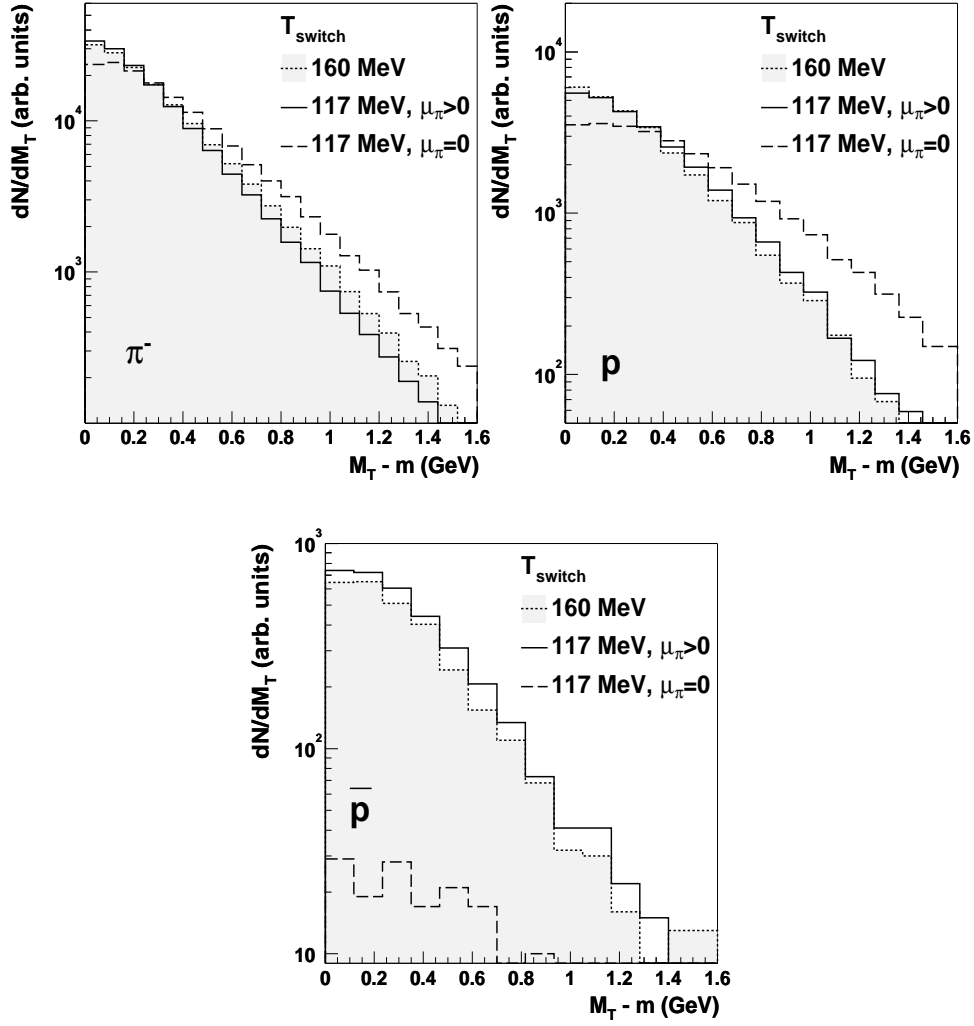 dN/dM_T (arb. units)
10^4
10^3
T_switch
160 MeV
117 MeV, μ_π>0
117 MeV, μ_π=0
π^-
0 0.2 0.4 0.6 0.8 1 1.2 1.4 1.6
M_T - m (GeV)
dN/dM_T (arb. units)
10^4
10^3
10^2
T_switch
160 MeV
117 MeV, μ_π>0
117 MeV, μ_π=0
p
0 0.2 0.4 0.6 0.8 1 1.2 1.4 1.6
M_T - m (GeV)
dN/dM_T (arb. units)
10^3
10^2
10
T_switch
160 MeV
117 MeV, μ_π>0
117 MeV, μ_π=0
p̅
0 0.2 0.4 0.6 0.8 1 1.2 1.4 1.6
M_T - m (GeV)